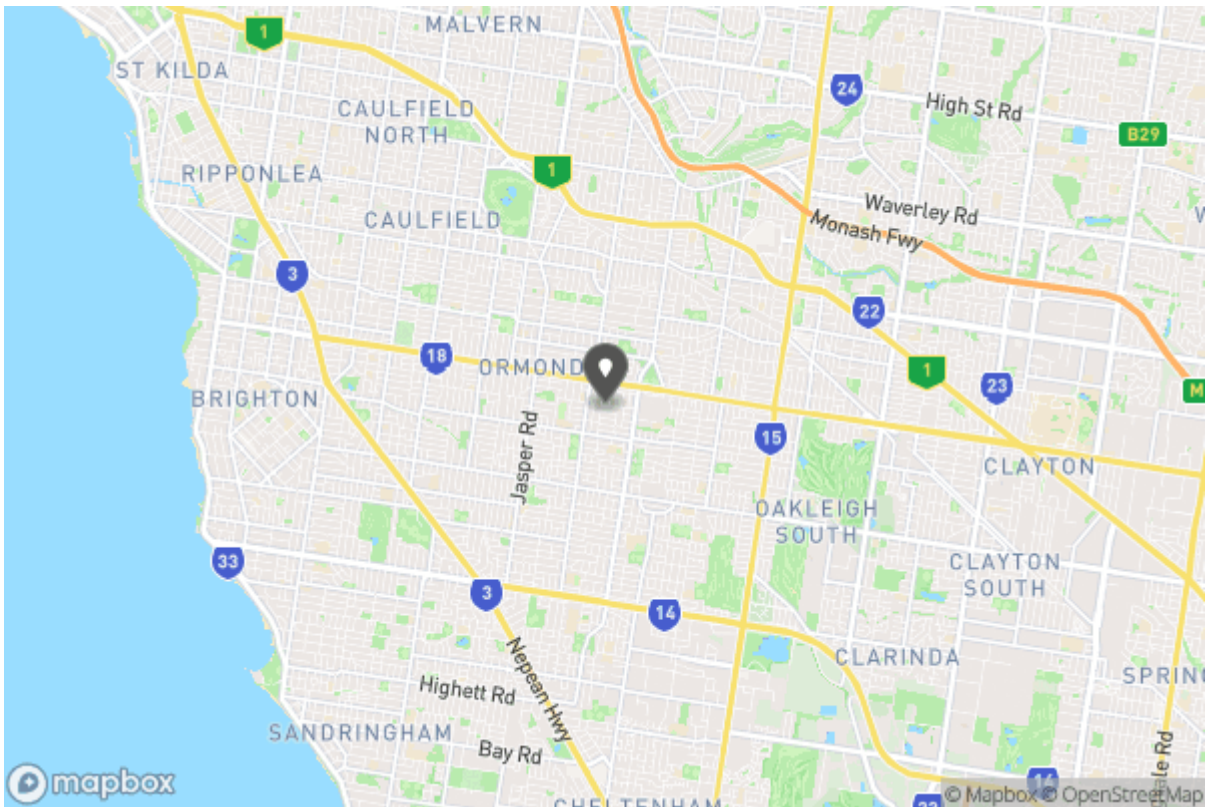 MALVERN
1
ST KILDA
24
High St Rd
CAULFIELD
NORTH
B29
1
RIPPONLEA
Waverley Rd
CAULFIELD
Monash Fwy
3
22
18
ORMOND
1
23
M
BRIGHTON
15
Jasper Rd
CLAYTON
OAKLEIGH
SOUTH
33
CLAYTON
SOUTH
3
14
Nepean Hwy
CLARINDA
Highett Rd
SPRING
SANDRINGHAM
Bay Rd
ale Rd
mapbox
© Mapbox © OpenStreetMap
CHELTENHAM